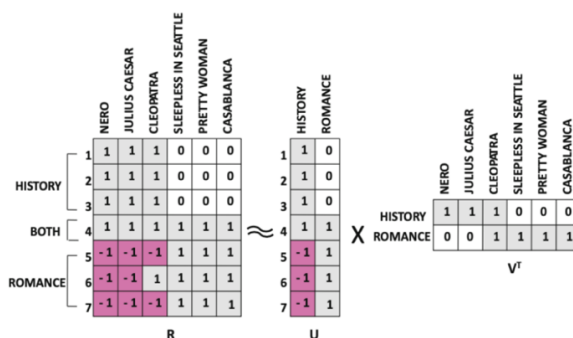 NERO JULIUS CAESAR CLEOPATRA SLEEPLESS IN SEATTLE PRETTY WOMAN CASABLANCA
HISTORY
BOTH
ROMANCE
1 1 1 1 0 0 0
2 1 1 1 0 0 0
3 1 1 1 0 0 0
4 1 1 1 1 1 1
5 -1 -1 -1 1 1 1
6 -1 -1 1 1 1 1
7 -1 -1 -1 1 1 1
R
≈
HISTORY ROMANCE
1 1 0
2 1 0
3 1 0
4 1 1
5 -1 1
6 -1 1
7 -1 1
U
X
NERO JULIUS CAESAR CLEOPATRA SLEEPLESS IN SEATTLE PRETTY WOMAN CASABLANCA
HISTORY 1 1 1 0 0 0
ROMANCE 0 0 1 1 1 1
Vᵀ